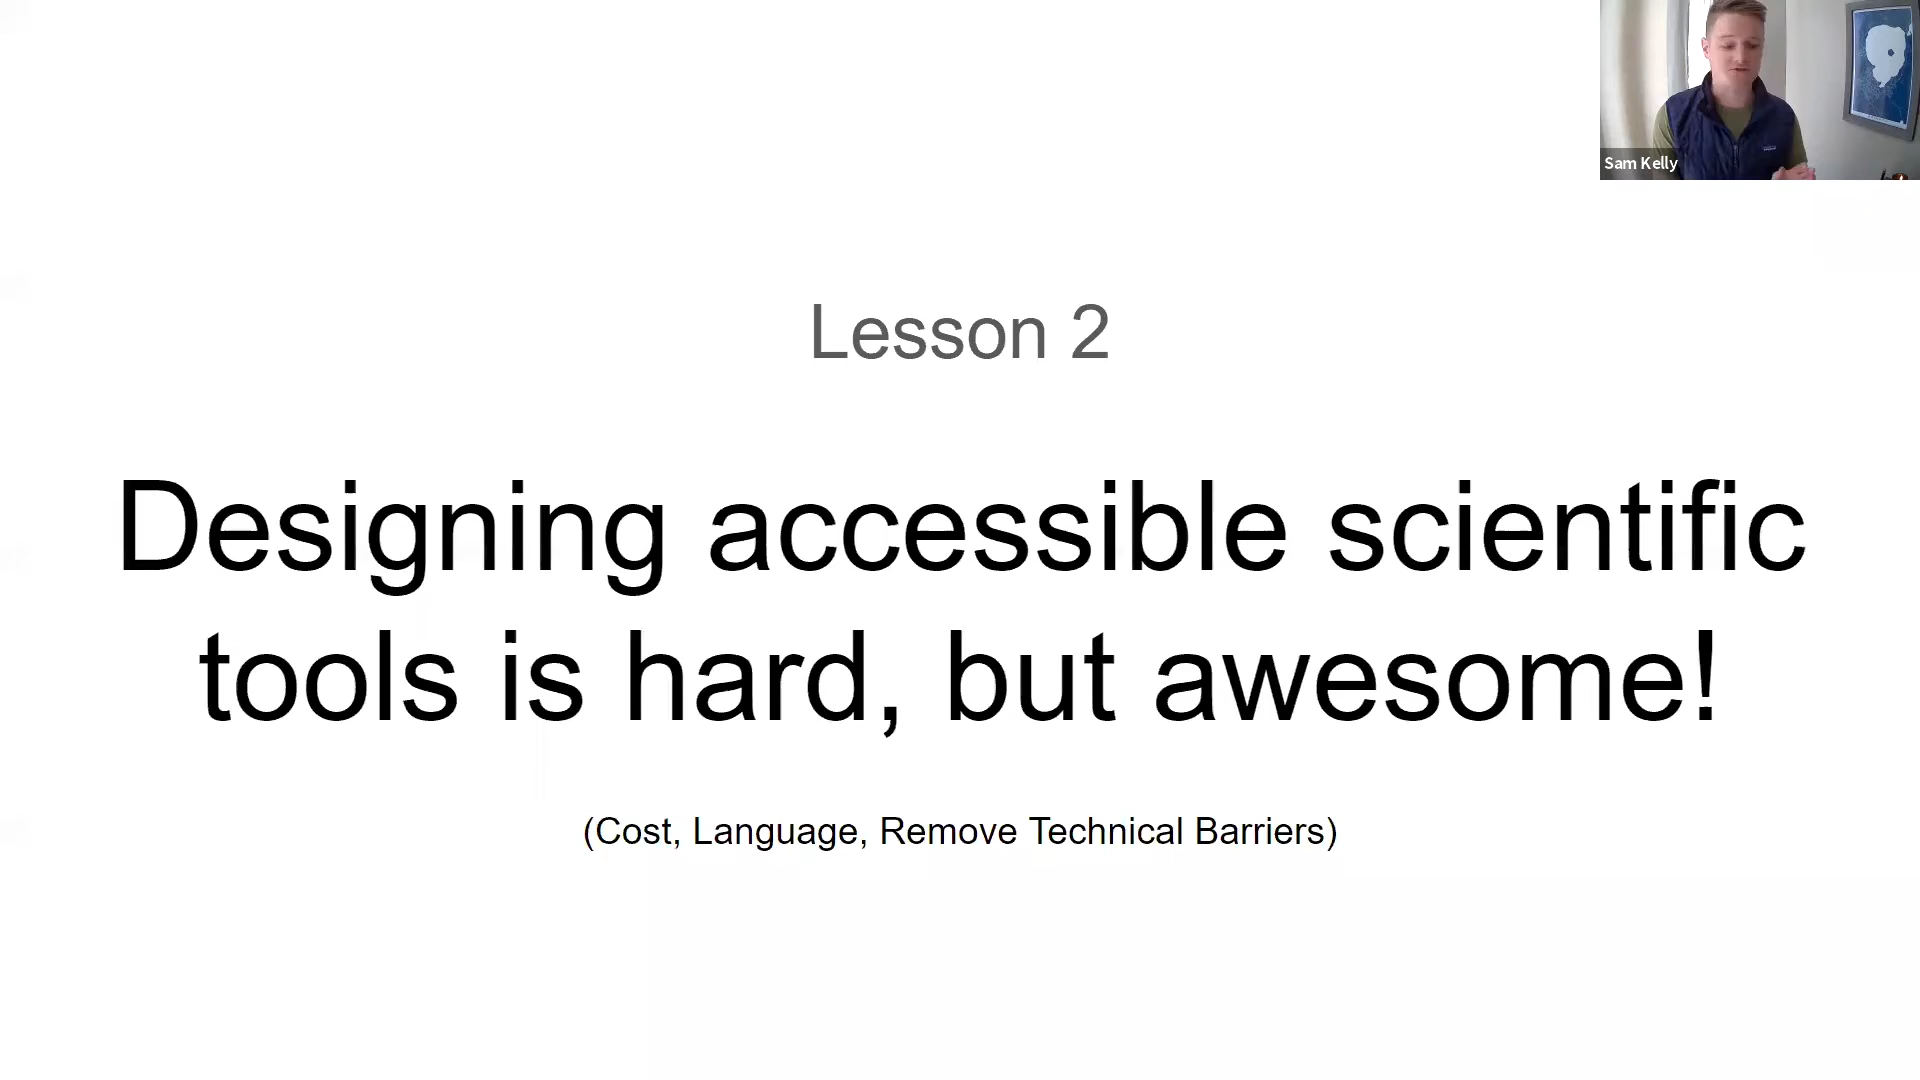 Sam Kelly
Lesson 2
Designing accessible scientific
tools is hard, but awesome!
(Cost, Language, Remove Technical Barriers)